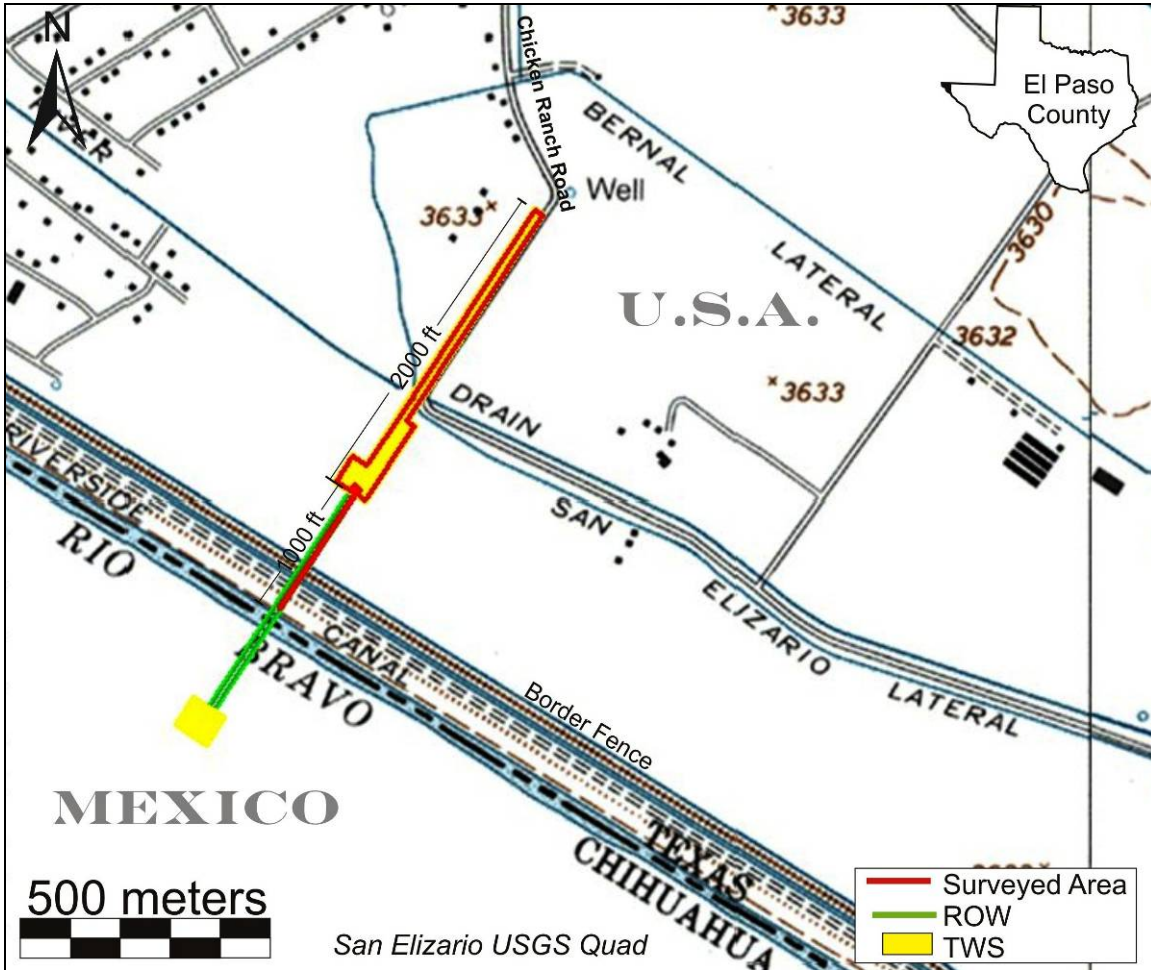 3633
N
Chicken Ranch Road
El Paso
County
BERNAL
LATERAL
Well
3633
3630
U.S.A.
2000 ft
3632
3633
DRAIN
RIVERSIDE
SAN
1000 ft
RIO
ELIZARIO
CANAL
BRAVO
LATERAL
Border Fence
MEXICO
TEXAS
CHIHUAHUA
500 meters
San Elizario USGS Quad
Surveyed Area
ROW
TWS